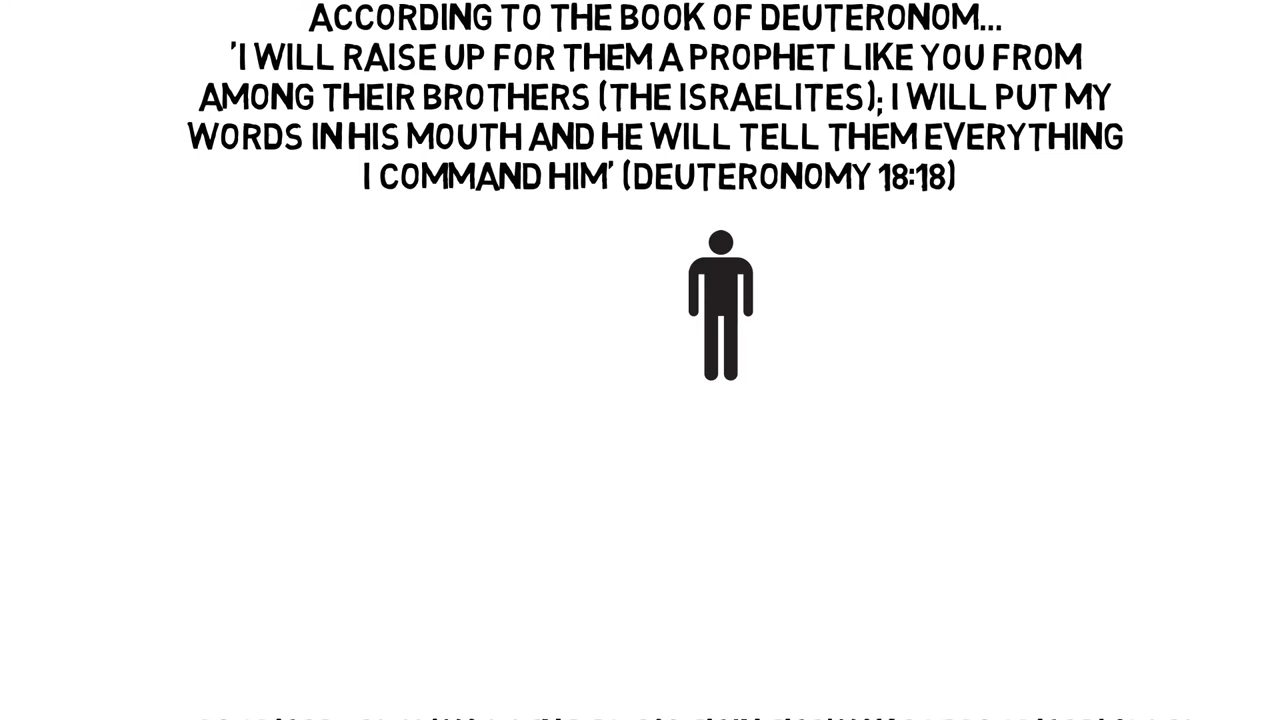 ACCORDING TO THE BOOK OF DEUTERONOM...
'I WILL RAISE UP FOR THEM A PROPHET LIKE YOU FROM
AMONG THEIR BROTHERS (THE ISRAELITES); I WILL PUT MY
WORDS IN HIS MOUTH AND HE WILL TELL THEM EVERYTHING
I COMMAND HIM' (DEUTERONOMY 18:18)